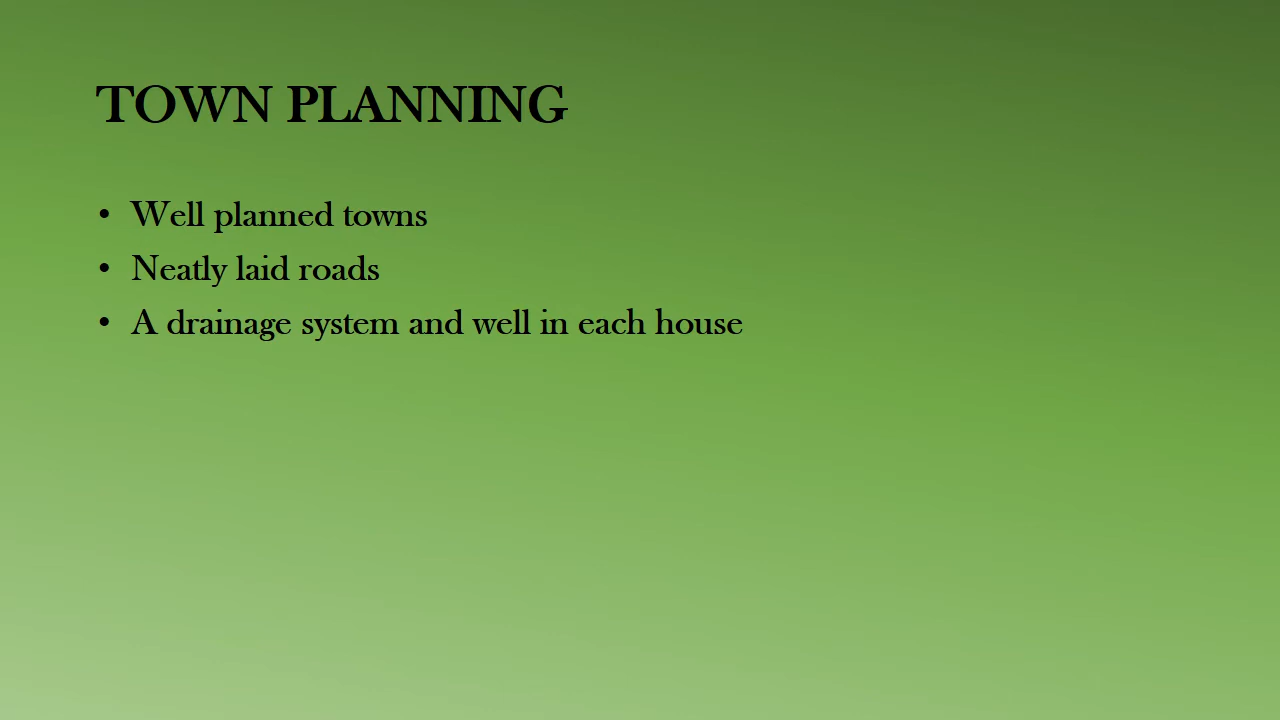 TOWN PLANNING
• Well planned towns
• Neatly laid roads
• A drainage system and well in each house